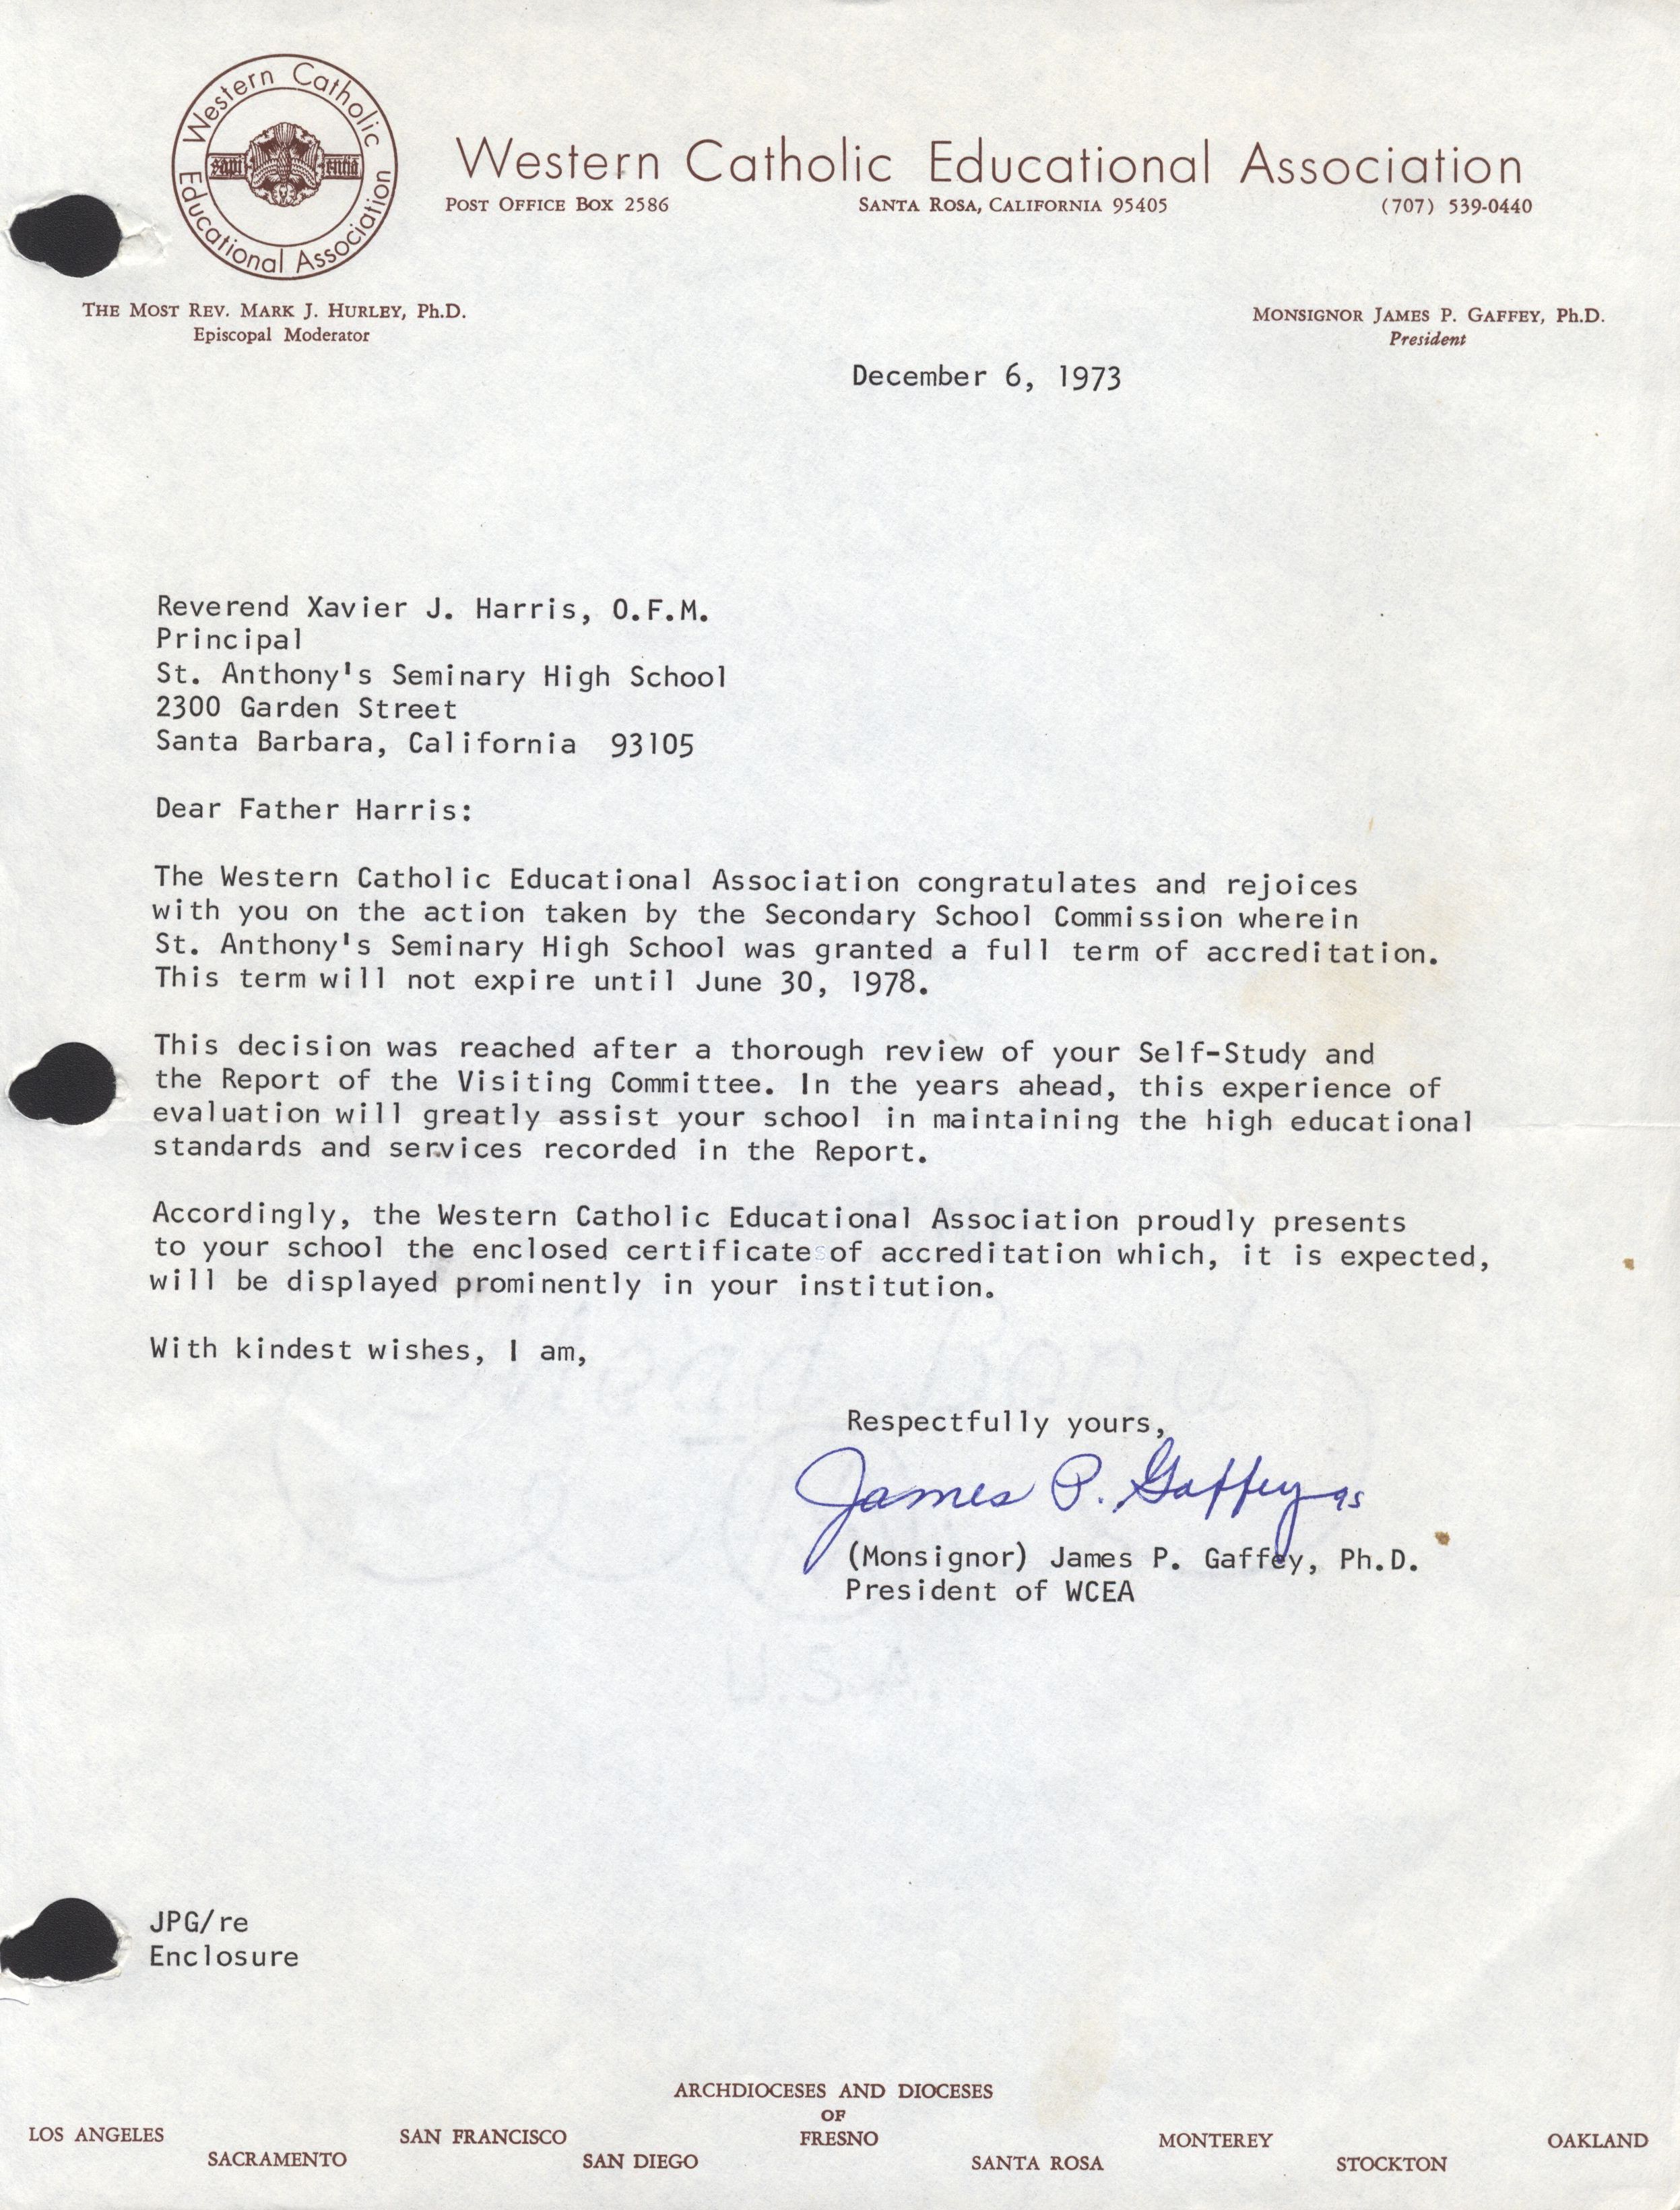 Western Catholic
Educational Association
sapi entia
Western Catholic Educational Association
POST OFFICE BOX 2586 SANTA ROSA, CALIFORNIA 95405 (707) 539-0440
THE MOST REV. MARK J. HURLEY, Ph.D.
Episcopal Moderator
MONSIGNOR JAMES P. GAFFEY, Ph.D.
President
December 6, 1973
Reverend Xavier J. Harris, O.F.M.
Principal
St. Anthony's Seminary High School
2300 Garden Street
Santa Barbara, California 93105
Dear Father Harris:
The Western Catholic Educational Association congratulates and rejoices
with you on the action taken by the Secondary School Commission wherein
St. Anthony's Seminary High School was granted a full term of accreditation.
This term will not expire until June 30, 1978.
This decision was reached after a thorough review of your Self-Study and
the Report of the Visiting Committee. In the years ahead, this experience of
evaluation will greatly assist your school in maintaining the high educational
standards and services recorded in the Report.
Accordingly, the Western Catholic Educational Association proudly presents
to your school the enclosed certificate of accreditation which, it is expected,
will be displayed prominently in your institution.
With kindest wishes, I am,
Respectfully yours,
James P. Gaffey
(Monsignor) James P. Gaffey, Ph.D.
President of WCEA
U.S.A.
JPG/re
Enclosure
ARCHDIOCESES AND DIOCESES
OF
LOS ANGELES SACRAMENTO SAN FRANCISCO SAN DIEGO FRESNO SANTA ROSA MONTEREY STOCKTON OAKLAND